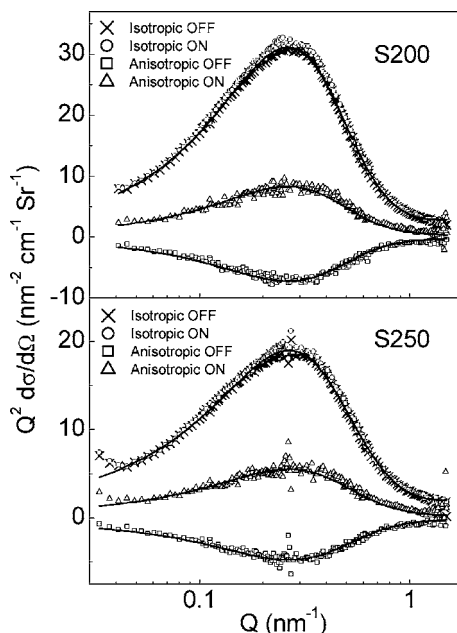 Isotropic OFF
Isotropic ON
Anisotropic OFF
Anisotropic ON
S200
30
20
10
0
-10
Isotropic OFF
Isotropic ON
Anisotropic OFF
Anisotropic ON
S250
20
10
0
0.1
1
Q² dσ/dΩ (nm⁻² cm⁻¹ Sr⁻¹)
Q (nm⁻¹)